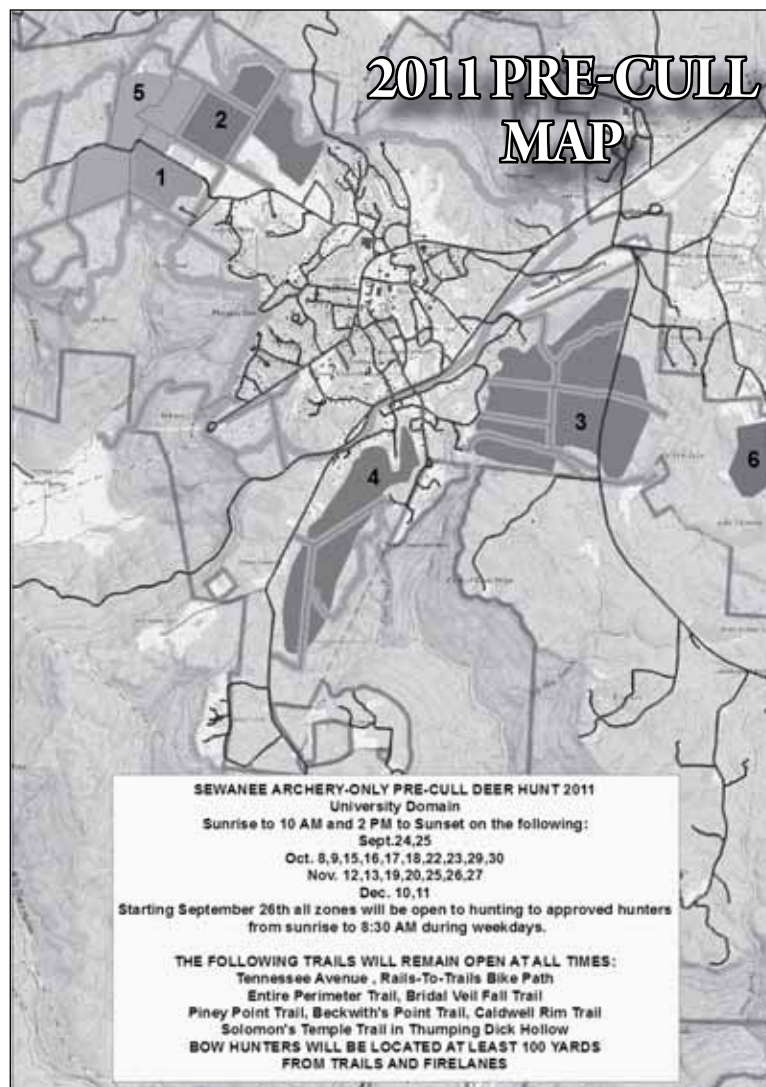 2011 PRE-CULL
MAP
5
2
1
3
4
6
SEWANEE ARCHERY-ONLY PRE-CULL DEER HUNT 2011
University Domain
Sunrise to 10 AM and 2 PM to Sunset on the following:
Sept.24,25
Oct. 8,9,15,16,17,18,22,23,29,30
Nov. 12,13,19,20,25,26,27
Dec. 10,11
Starting September 26th all zones will be open to hunting to approved hunters
from sunrise to 8:30 AM during weekdays.
THE FOLLOWING TRAILS WILL REMAIN OPEN AT ALL TIMES:
Tennessee Avenue , Rails-To-Trails Bike Path
Entire Perimeter Trail, Bridal Veil Fall Trail
Piney Point Trail, Beckwith's Point Trail, Caldwell Rim Trail
Solomon's Temple Trail in Thumping Dick Hollow
BOW HUNTERS WILL BE LOCATED AT LEAST 100 YARDS
FROM TRAILS AND FIRELANES